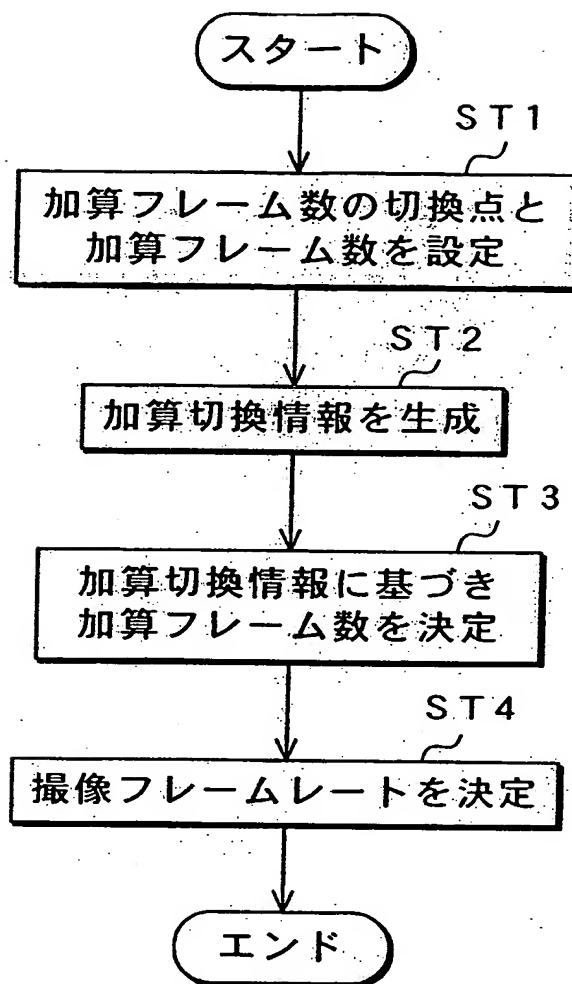 スタート
ST1
加算フレーム数の切換点と
加算フレーム数を設定
ST2
加算切換情報を生成
ST3
加算切換情報に基づき
加算フレーム数を決定
ST4
撮像フレームレートを決定
エンド